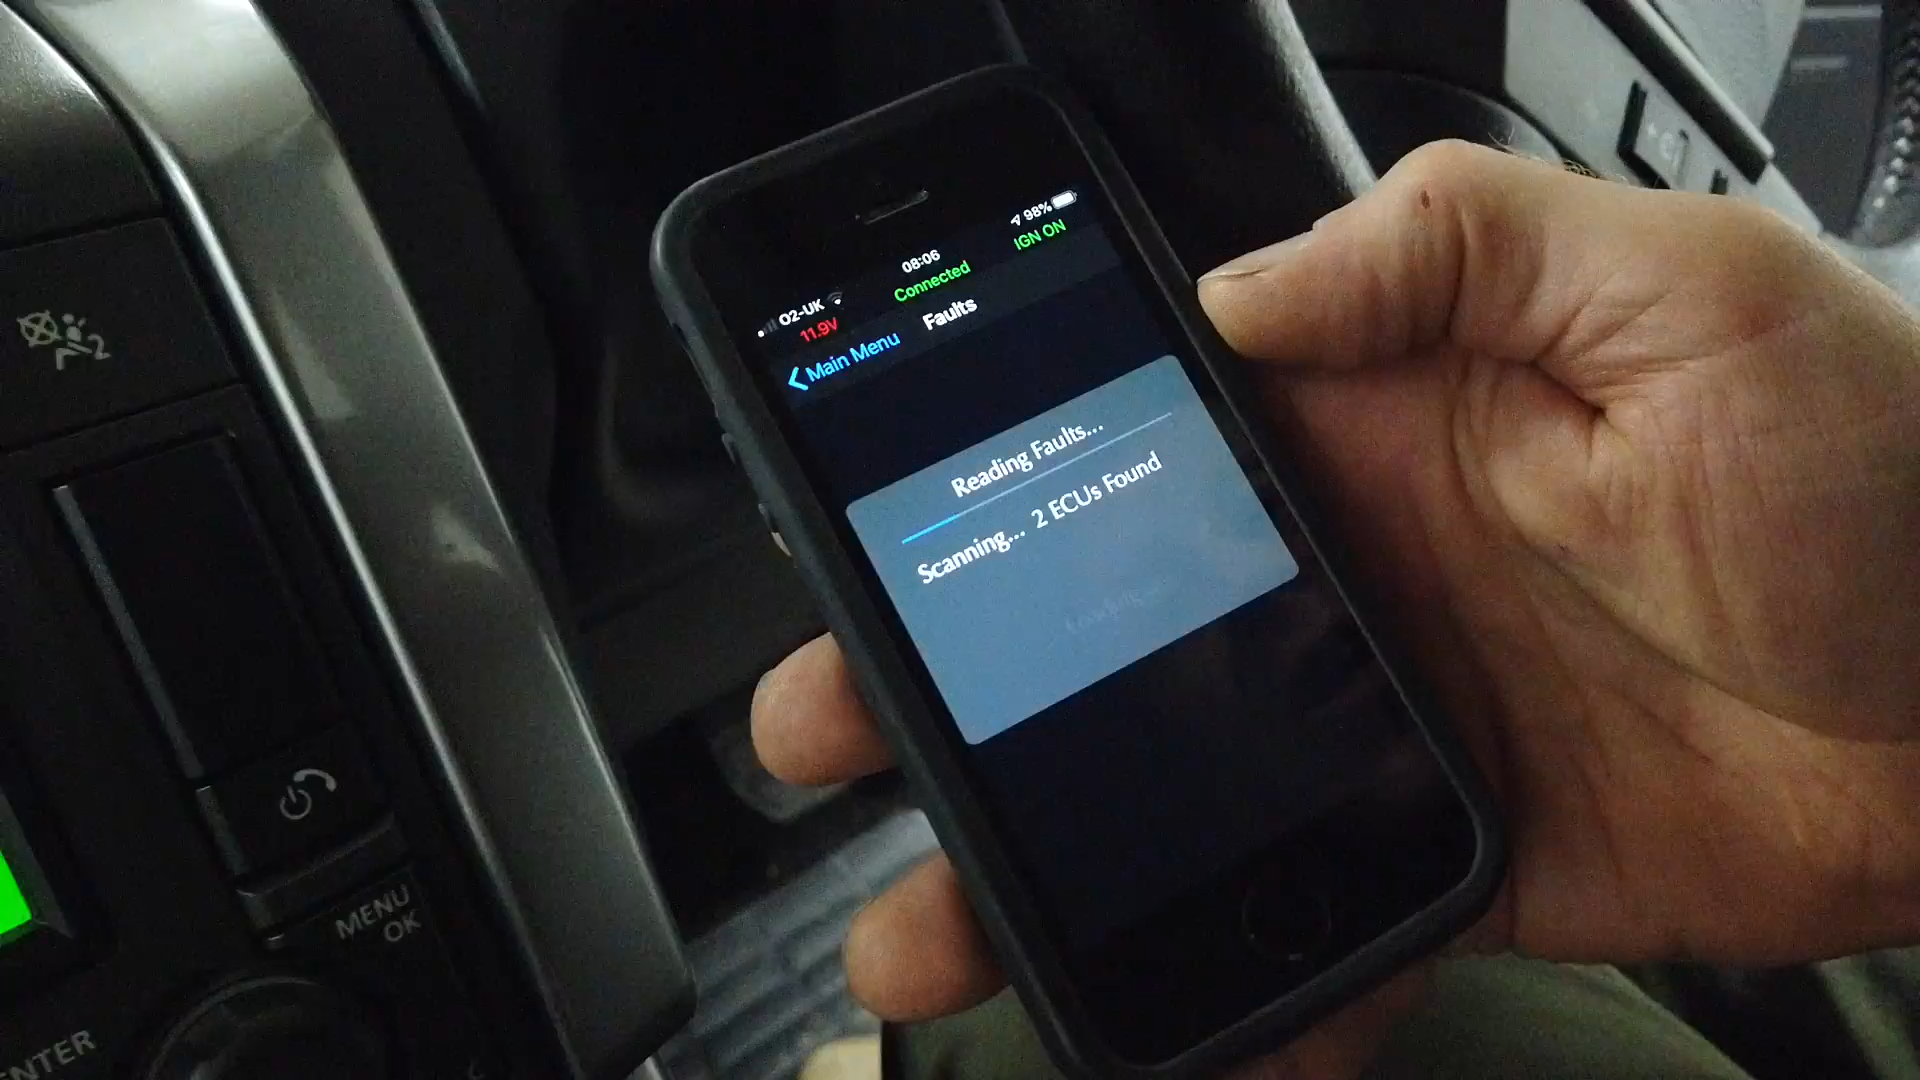 98%
08:06
IGN ON
O2-UK
Connected
11.9V
Faults
Main Menu
Reading Faults...
Scanning... 2 ECUs Found
2
MENU
OK